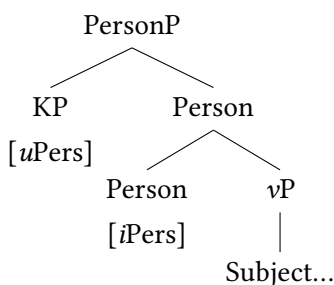 PersonP
KP Person
[uPers]
Person vP
[iPers]
Subject...